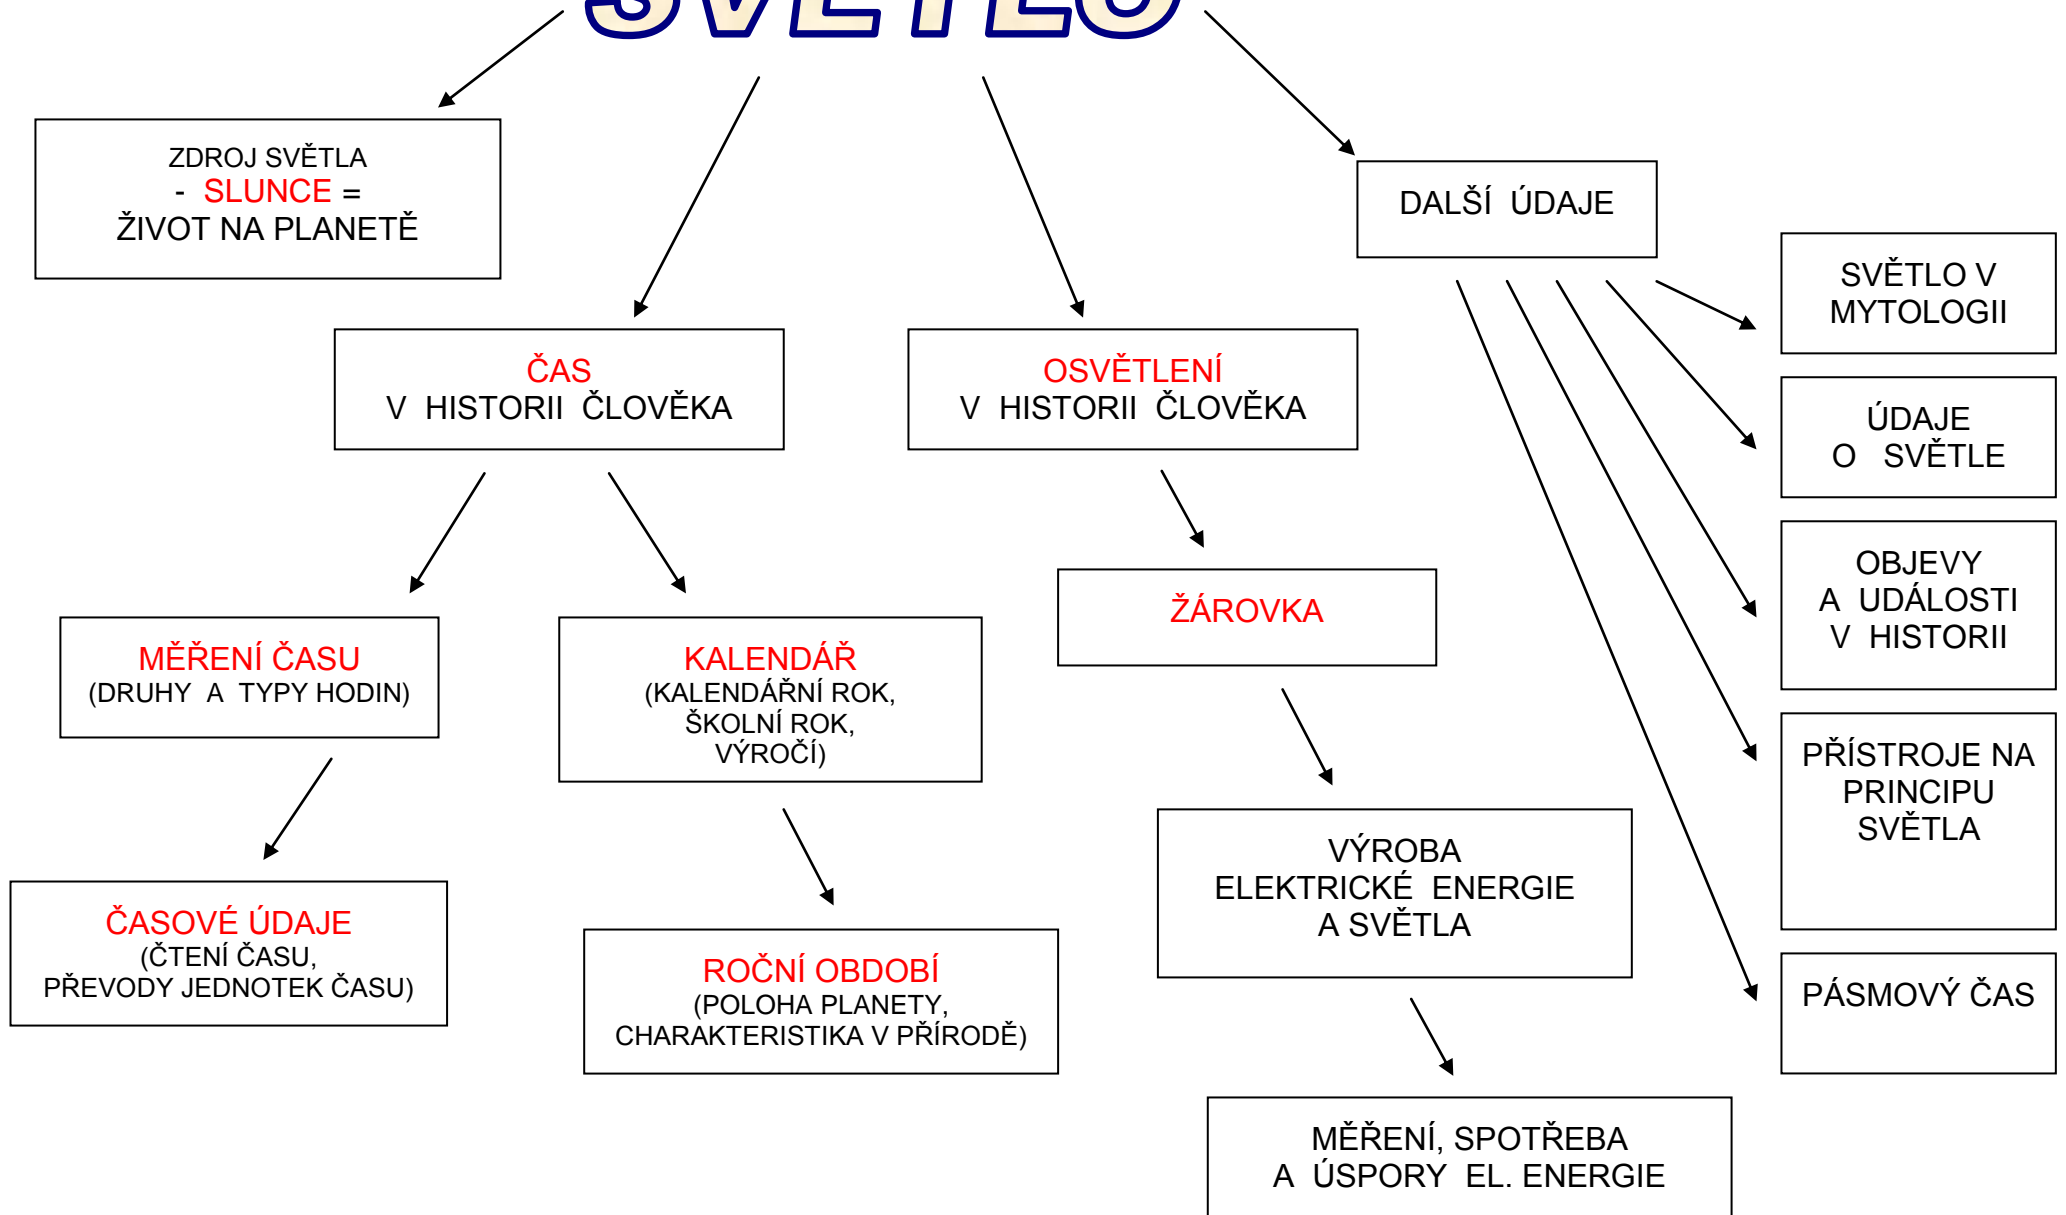 SVĚTLO
ZDROJ SVĚTLA
- SLUNCE =
ŽIVOT NA PLANETĚ
DALŠÍ ÚDAJE
SVĚTLO V
MYTOLOGII
ČAS
V HISTORII ČLOVĚKA
OSVĚTLENÍ
V HISTORII ČLOVĚKA
ÚDAJE
O SVĚTLE
OBJEVY
A UDÁLOSTI
V HISTORII
ŽÁROVKA
MĚŘENÍ ČASU
(DRUHY A TYPY HODIN)
KALENDÁŘ
(KALENDÁŘNÍ ROK,
ŠKOLNÍ ROK,
VÝROČÍ)
PŘÍSTROJE NA
PRINCIPU
SVĚTLA
VÝROBA
ELEKTRICKÉ ENERGIE
A SVĚTLA
ČASOVÉ ÚDAJE
(ČTENÍ ČASU,
PŘEVODY JEDNOTEK ČASU)
ROČNÍ OBDOBÍ
(POLOHA PLANETY,
CHARAKTERISTIKA V PŘÍRODĚ)
PÁSMOVÝ ČAS
MĚŘENÍ, SPOTŘEBA
A ÚSPORY EL. ENERGIE